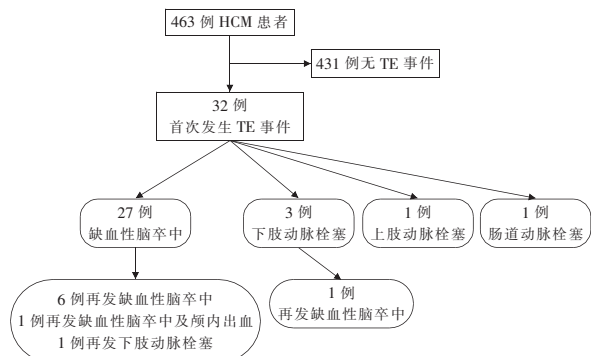 463 例 HCM 患者
431 例无 TE 事件
32 例
首次发生 TE 事件
27 例
缺血性脑卒中
3 例
下肢动脉栓塞
1 例
上肢动脉栓塞
1 例
肠道动脉栓塞
6 例再发缺血性脑卒中
1 例再发缺血性脑卒中及颅内出血
1 例再发下肢动脉栓塞
1 例
再发缺血性脑卒中